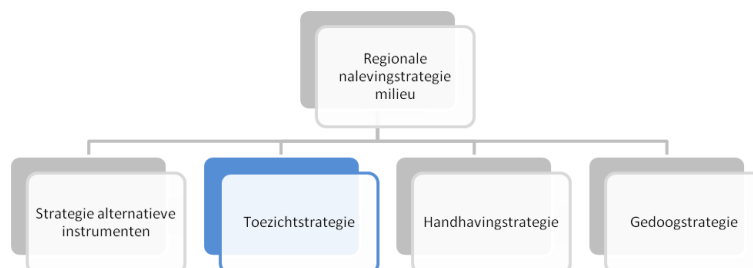 Regionale
nalevingstrategie
milieu
Strategie alternatieve
instrumenten
Toezichtstrategie
Handhavingstrategie
Gedoogstrategie